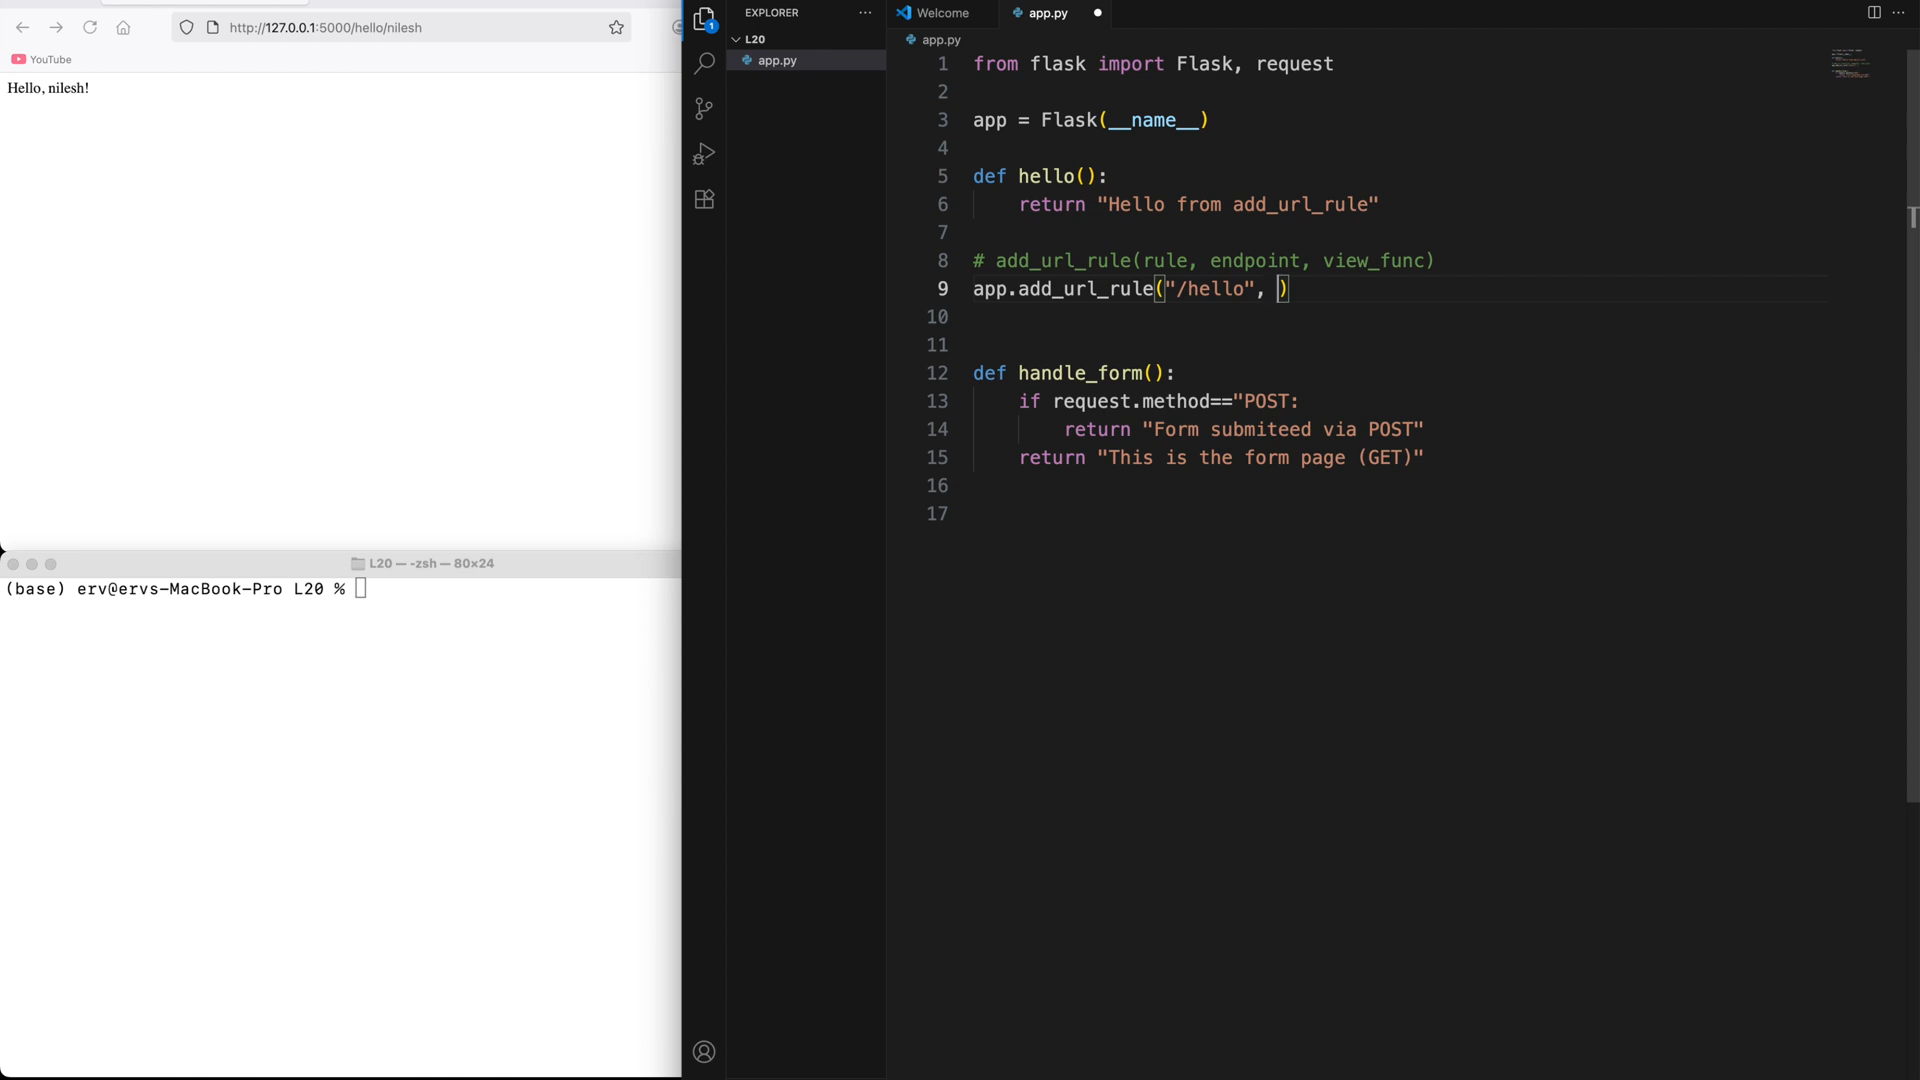 http://127.0.0.1:5000/hello/nilesh
YouTube
Hello, nilesh!
L20 — -zsh — 80×24
(base) erv@ervs-MacBook-Pro L20 %
1
EXPLORER
L20
app.py
Welcome
app.py
app.py
1 from flask import Flask, request
2
3 app = Flask(__name__)
4
5 def hello():
6 return "Hello from add_url_rule"
7
8 # add_url_rule(rule, endpoint, view_func)
9 app.add_url_rule("/hello", )
10
11
12 def handle_form():
13 if request.method=="POST:
14 return "Form submiteed via POST"
15 return "This is the form page (GET)"
16
17